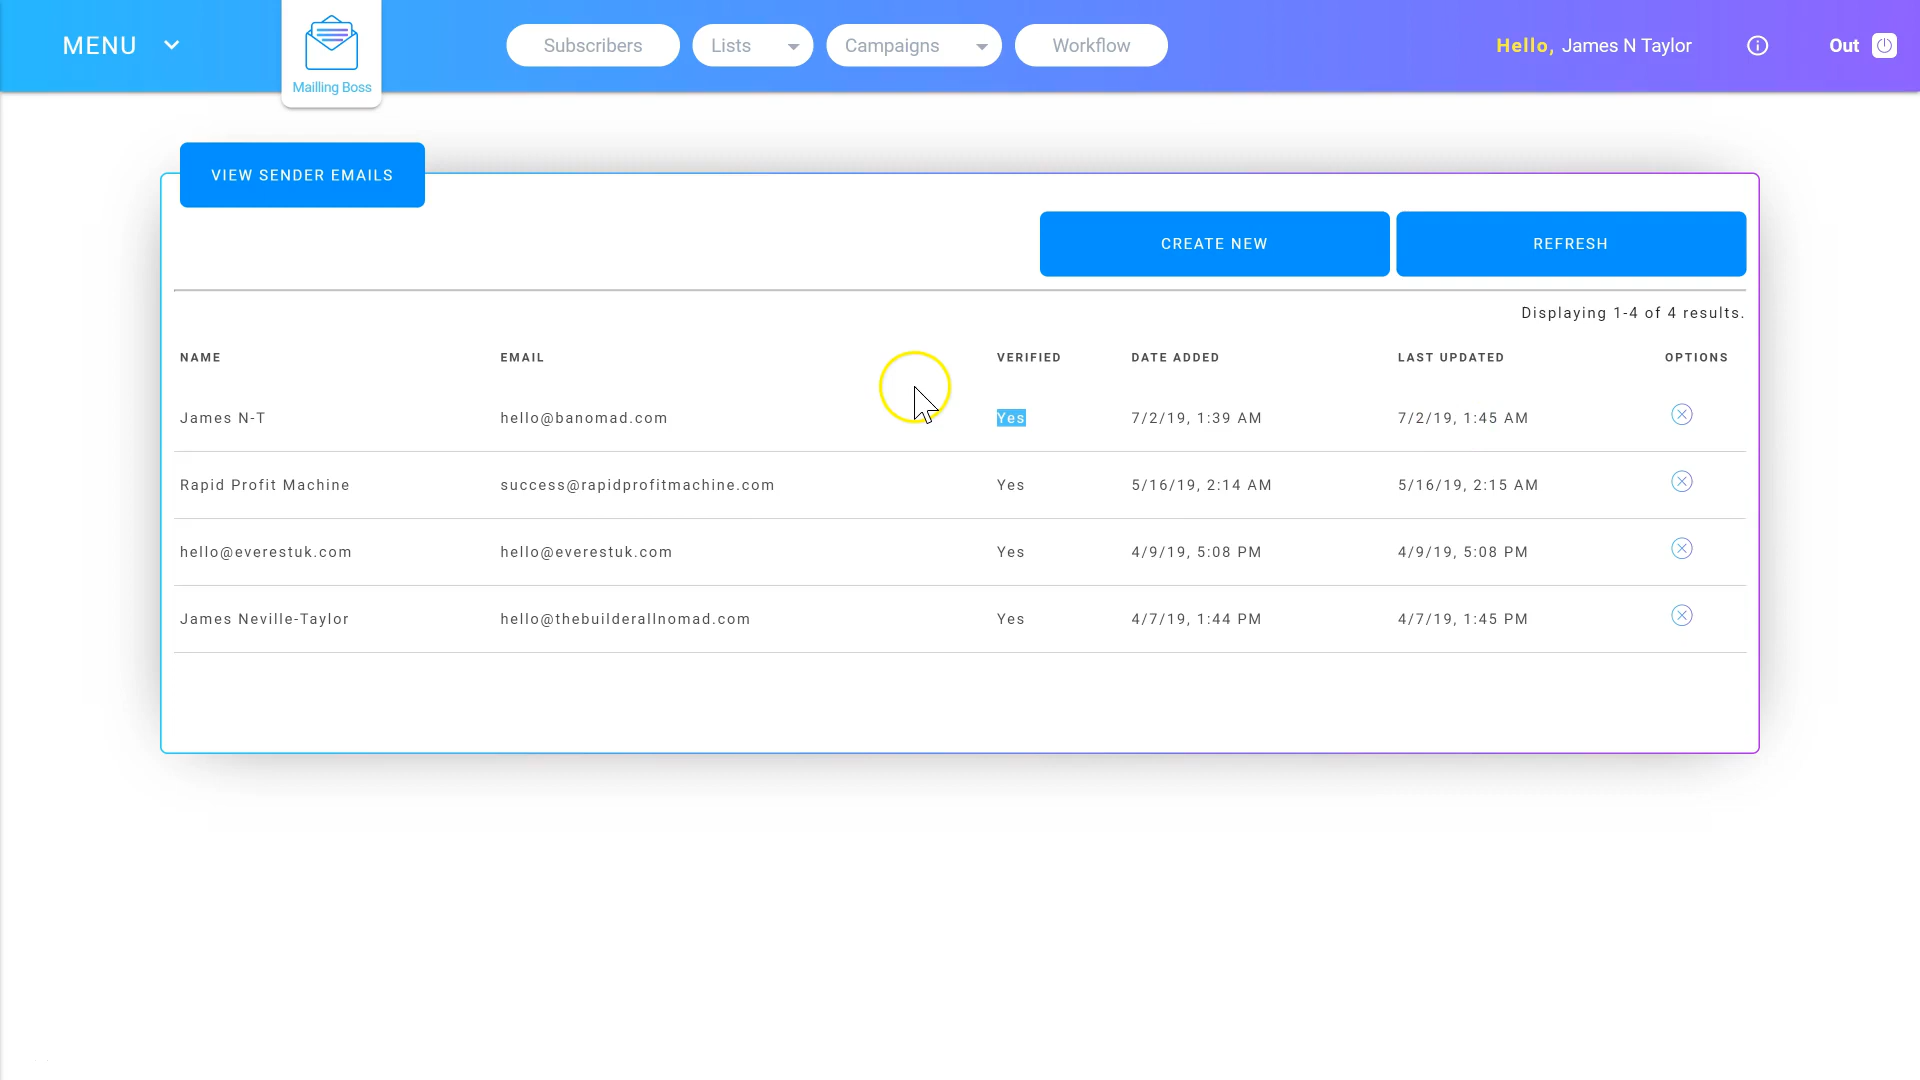 MENU
Mailling Boss
Subscribers
Lists
Campaigns
Workflow
Hello, James N Taylor
Out
VIEW SENDER EMAILS
CREATE NEW
REFRESH
Displaying 1-4 of 4 results.
NAME EMAIL VERIFIED DATE ADDED LAST UPDATED OPTIONS
James N-T hello@banomad.com Yes 7/2/19, 1:39 AM 7/2/19, 1:45 AM
Rapid Profit Machine success@rapidprofitmachine.com Yes 5/16/19, 2:14 AM 5/16/19, 2:15 AM
hello@everestuk.com hello@everestuk.com Yes 4/9/19, 5:08 PM 4/9/19, 5:08 PM
James Neville-Taylor hello@thebuilderallnomad.com Yes 4/7/19, 1:44 PM 4/7/19, 1:45 PM